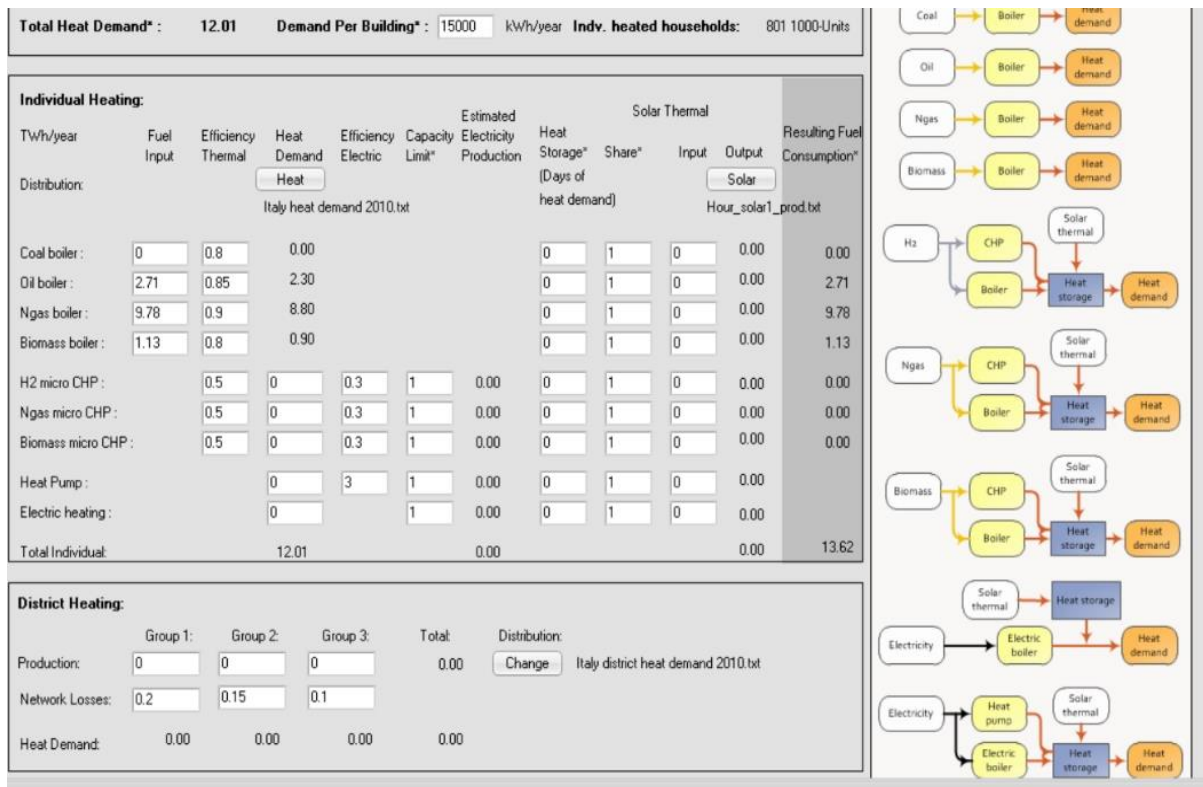 Total Heat Demand* : 12.01 Demand Per Building* : 15000 kWh/year Indv. heated households: 801 1000-Units
Individual Heating:
Solar Thermal
TWh/year Fuel Input Efficiency Thermal Heat Demand Efficiency Electric Capacity Limit* Estimated Electricity Production Heat Storage* (Days of heat demand) Share* Input Output Resulting Fuel Consumption*
Distribution: Heat Solar
Italy heat demand 2010.txt Hour_solar1_prod.txt
Coal boiler : 0 0.8 0.00 0 1 0 0.00 0.00
Oil boiler : 2.71 0.85 2.30 0 1 0 0.00 2.71
Ngas boiler : 9.78 0.9 8.80 0 1 0 0.00 9.78
Biomass boiler : 1.13 0.8 0.90 0 1 0 0.00 1.13
H2 micro CHP : 0.5 0 0.3 1 0.00 0 1 0 0.00 0.00
Ngas micro CHP : 0.5 0 0.3 1 0.00 0 1 0 0.00 0.00
Biomass micro CHP : 0.5 0 0.3 1 0.00 0 1 0 0.00 0.00
Heat Pump : 0 3 1 0.00 0 1 0 0.00
Electric heating : 0 1 0.00 0 1 0 0.00
Total Individual: 12.01 0.00 0.00 13.62
District Heating:
Group 1: Group 2: Group 3: Total: Distribution:
Production: 0 0 0 0.00 Change Italy district heat demand 2010.txt
Network Losses: 0.2 0.15 0.1
Heat Demand: 0.00 0.00 0.00 0.00
Coal Boiler Heat demand
Oil Boiler Heat demand
Ngas Boiler Heat demand
Biomass Boiler Heat demand
Solar thermal
H2 CHP
Boiler Heat storage Heat demand
Solar thermal
Ngas CHP
Boiler Heat storage Heat demand
Solar thermal
Biomass CHP
Boiler Heat storage Heat demand
Solar thermal Heat storage
Electricity Electric boiler Heat demand
Electricity Heat pump Solar thermal
Electric boiler Heat storage Heat demand